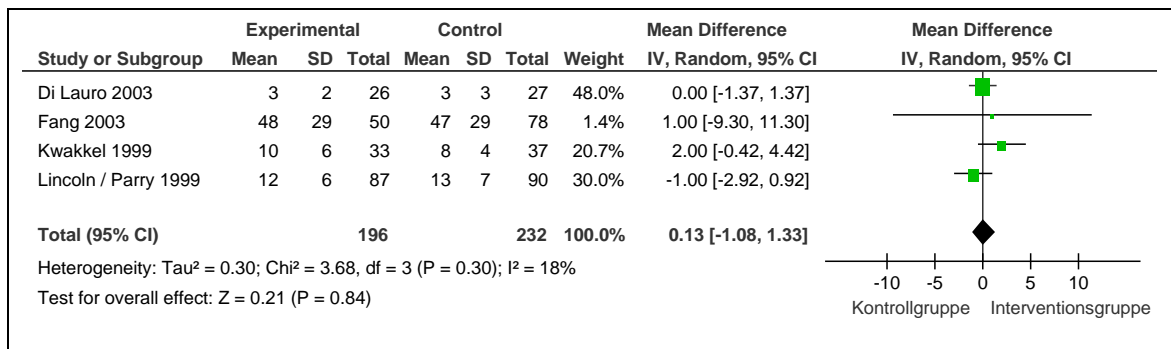 Experimental Control Mean Difference Mean Difference
Study or Subgroup Mean SD Total Mean SD Total Weight IV, Random, 95% CI IV, Random, 95% CI
Di Lauro 2003 3 2 26 3 3 27 48.0% 0.00 [-1.37, 1.37]
Fang 2003 48 29 50 47 29 78 1.4% 1.00 [-9.30, 11.30]
Kwakkel 1999 10 6 33 8 4 37 20.7% 2.00 [-0.42, 4.42]
Lincoln / Parry 1999 12 6 87 13 7 90 30.0% -1.00 [-2.92, 0.92]
Total (95% CI) 196 232 100.0% 0.13 [-1.08, 1.33]
Heterogeneity: Tau² = 0.30; Chi² = 3.68, df = 3 (P = 0.30); I² = 18%
Test for overall effect: Z = 0.21 (P = 0.84)
-10 -5 0 5 10
Kontrollgruppe Interventionsgruppe